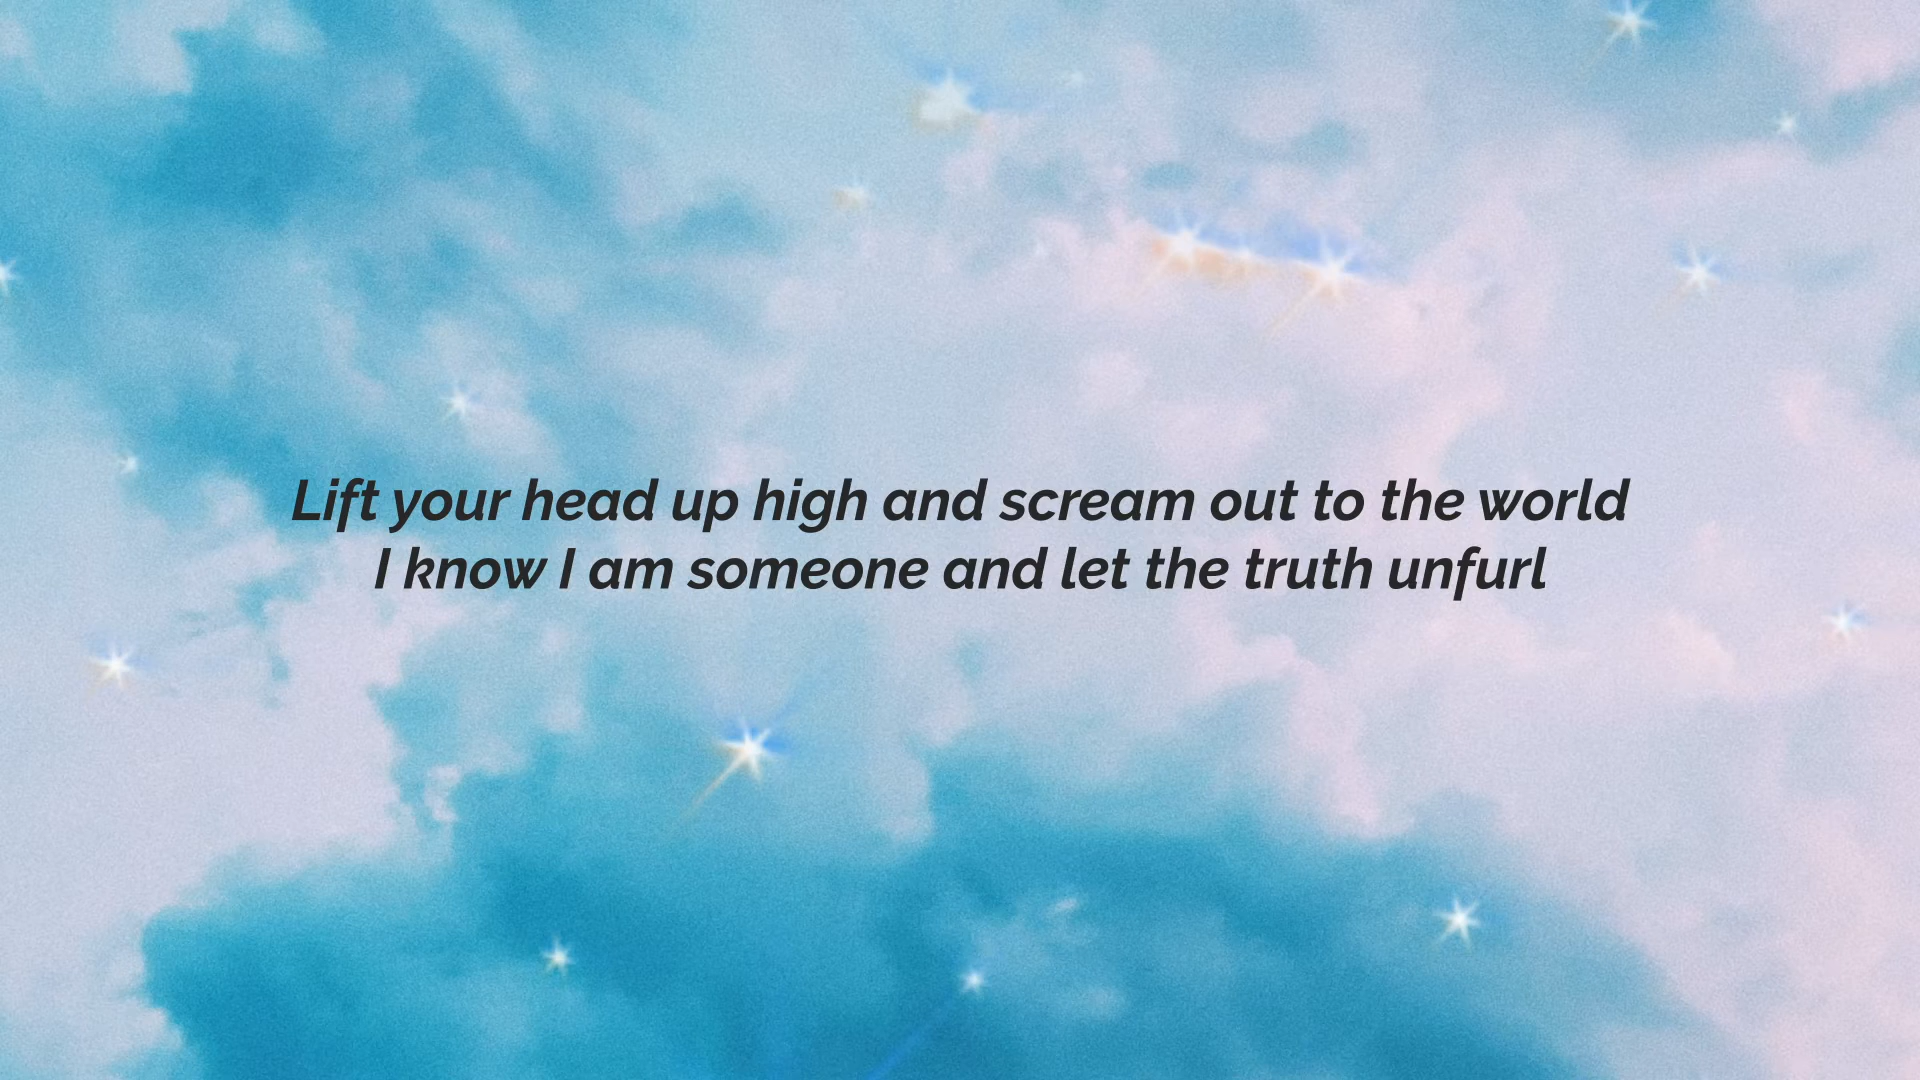 Lift your head up high and scream out to the world
I know I am someone and let the truth unfurl